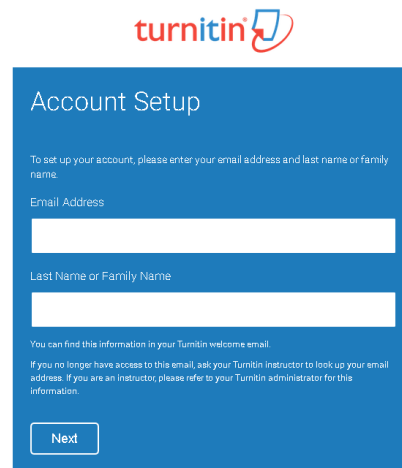 turnitin
Account Setup
To set up your account, please enter your email address and last name or family
name.
Email Address
Last Name or Family Name
You can find this information in your Turnitin welcome email.
If you no longer have access to this email, ask your Turnitin instructor to look up your email
address. If you are an instructor, please refer to your Turnitin administrator for this
information.
Next